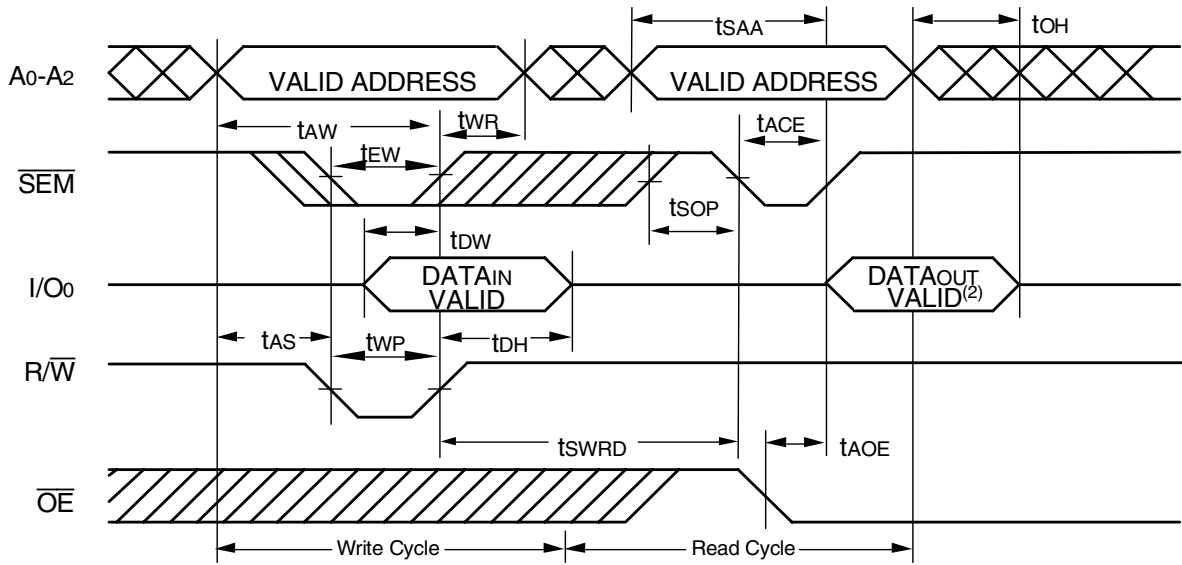 tSAA
tOH
A0-A2
VALID ADDRESS
VALID ADDRESS
tAW
tWR
tACE
tEW
SEM
tSOP
tDW
I/O0
DATAIN
VALID
DATAOUT
VALID(2)
tAS
tWP
tDH
R/W
tSWRD
tAOE
OE
Write Cycle
Read Cycle